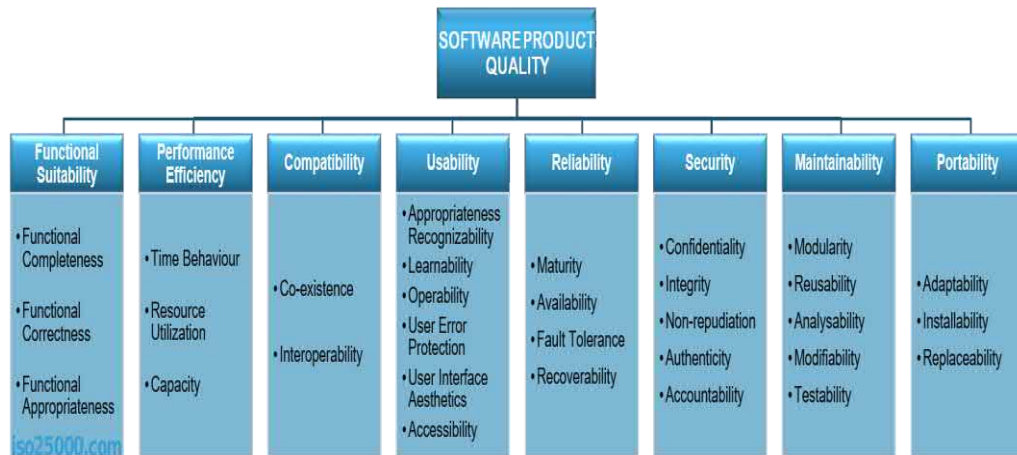 SOFTWARE PRODUCT
QUALITY
Functional
Suitability
• Functional
Completeness
• Functional
Correctness
• Functional
Appropriateness
Performance
Efficiency
• Time Behaviour
• Resource
Utilization
• Capacity
Compatibility
• Co-existence
• Interoperability
Usability
• Appropriateness
Recognizability
• Learnability
• Operability
• User Error
Protection
• User Interface
Aesthetics
• Accessibility
Reliability
• Maturity
• Availability
• Fault Tolerance
• Recoverability
Security
• Confidentiality
• Integrity
• Non-repudiation
• Authenticity
• Accountability
Maintainability
• Modularity
• Reusability
• Analysability
• Modifiability
• Testability
Portability
• Adaptability
• Installability
• Replaceability
iso25000.com